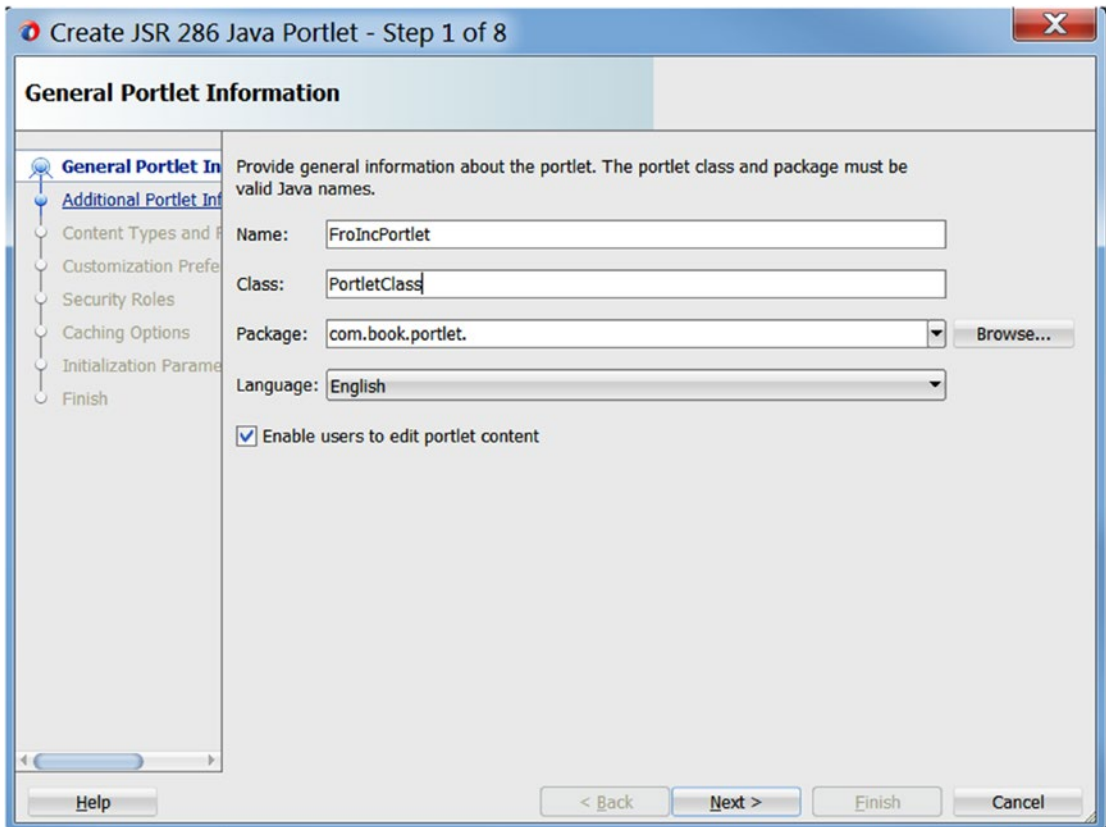 Create JSR 286 Java Portlet - Step 1 of 8
X
General Portlet Information
General Portlet In
Additional Portlet Inf
Content Types and
Customization Prefe
Security Roles
Caching Options
Initialization Parame
Finish
Provide general information about the portlet. The portlet class and package must be
valid Java names.
Name: FroIncPortlet
Class: PortletClass
Package: com.book.portlet. Browse...
Language: English
Enable users to edit portlet content
Help < Back Next > Finish Cancel